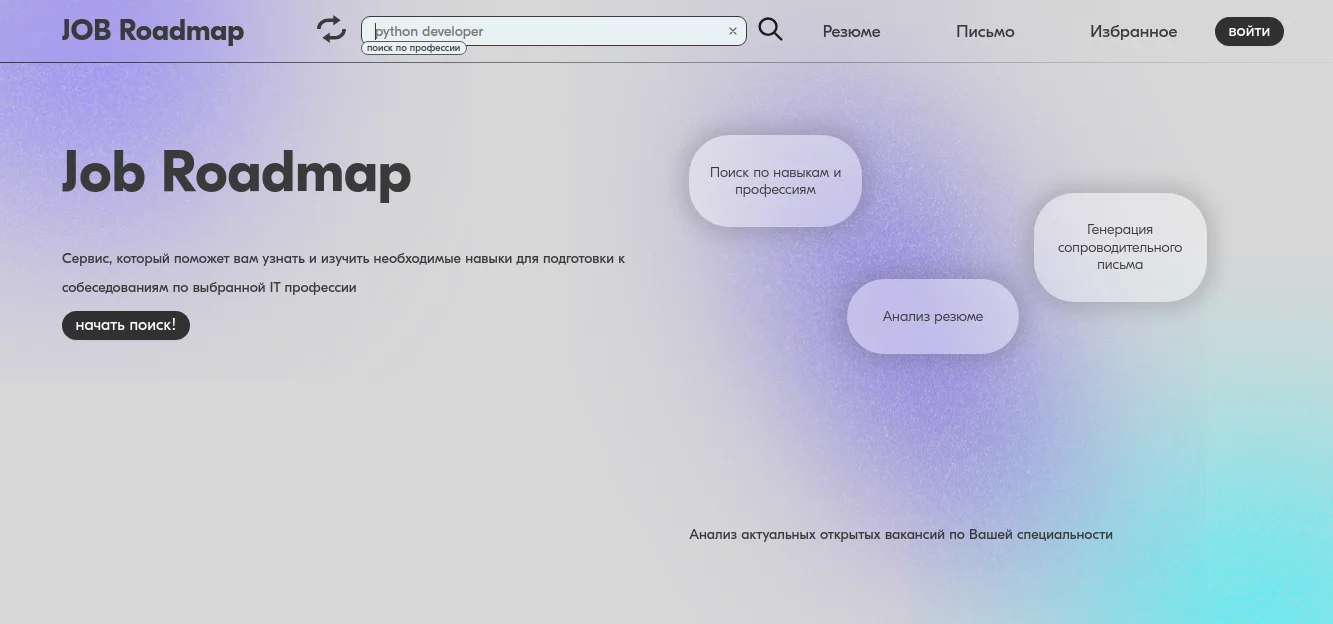 JOB Roadmap
python developer
поиск по профессии
Резюме
Письмо
Избранное
войти
Job Roadmap
Сервис, который поможет вам узнать и изучить необходимые навыки для подготовки к
собеседованиям по выбранной IT профессии
начать поиск!
Поиск по навыкам и
профессиям
Генерация
сопроводительного
письма
Анализ резюме
Анализ актуальных открытых вакансий по Вашей специальности